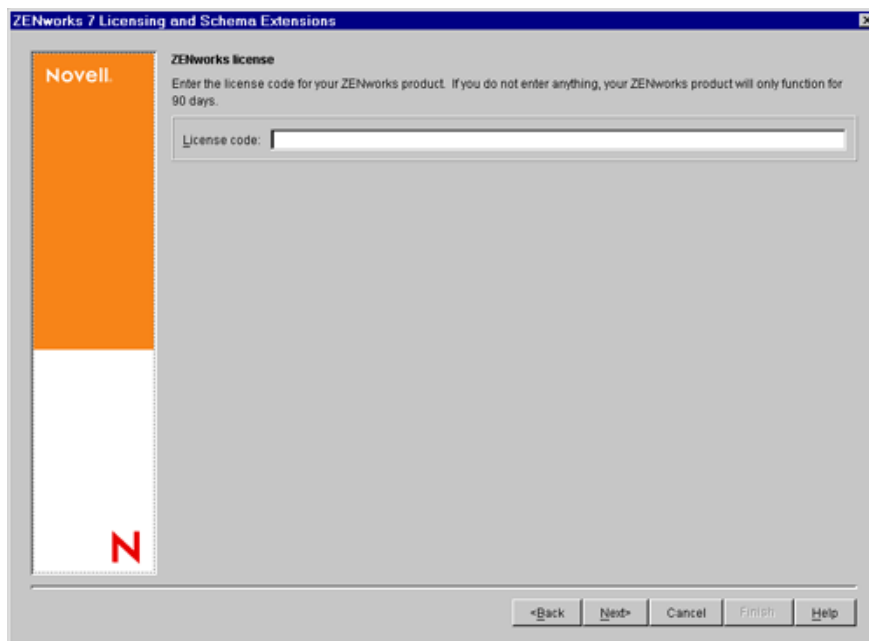 ZENworks 7 Licensing and Schema Extensions
Novell.
ZENworks license
Enter the license code for your ZENworks product. If you do not enter anything, your ZENworks product will only function for
90 days.
License code:
N
<Back Next> Cancel Finish Help